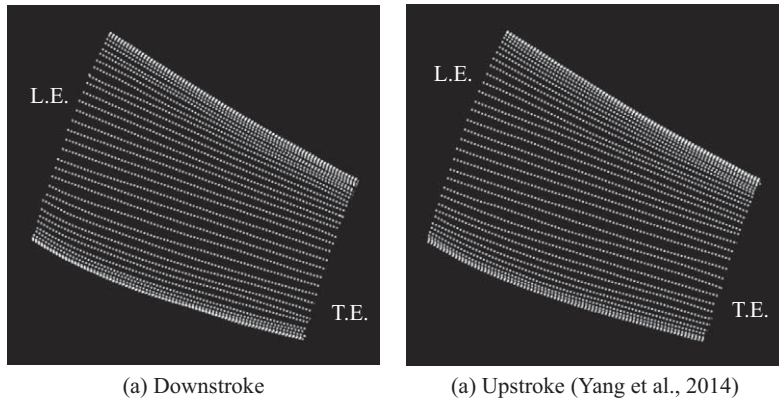 L.E.
T.E.
L.E.
T.E.
(a) Downstroke
(a) Upstroke (Yang et al., 2014)